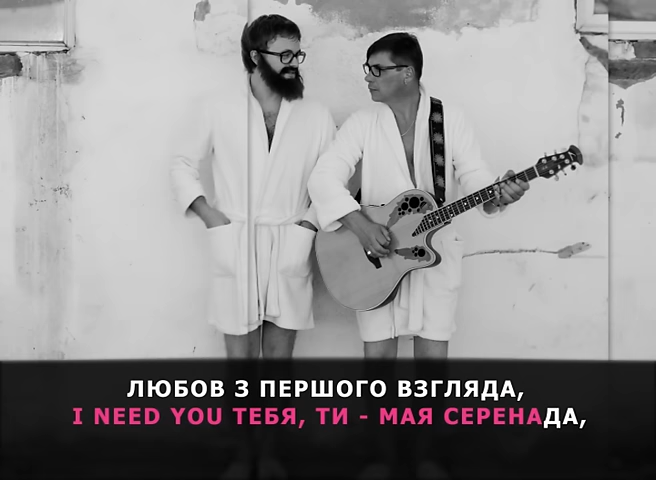 ЛЮБОВ З ПЕРШОГО ВЗГЛЯДА,
I NEED YOU ТЕБЯ, ТИ - МАЯ СЕРЕНАДА,